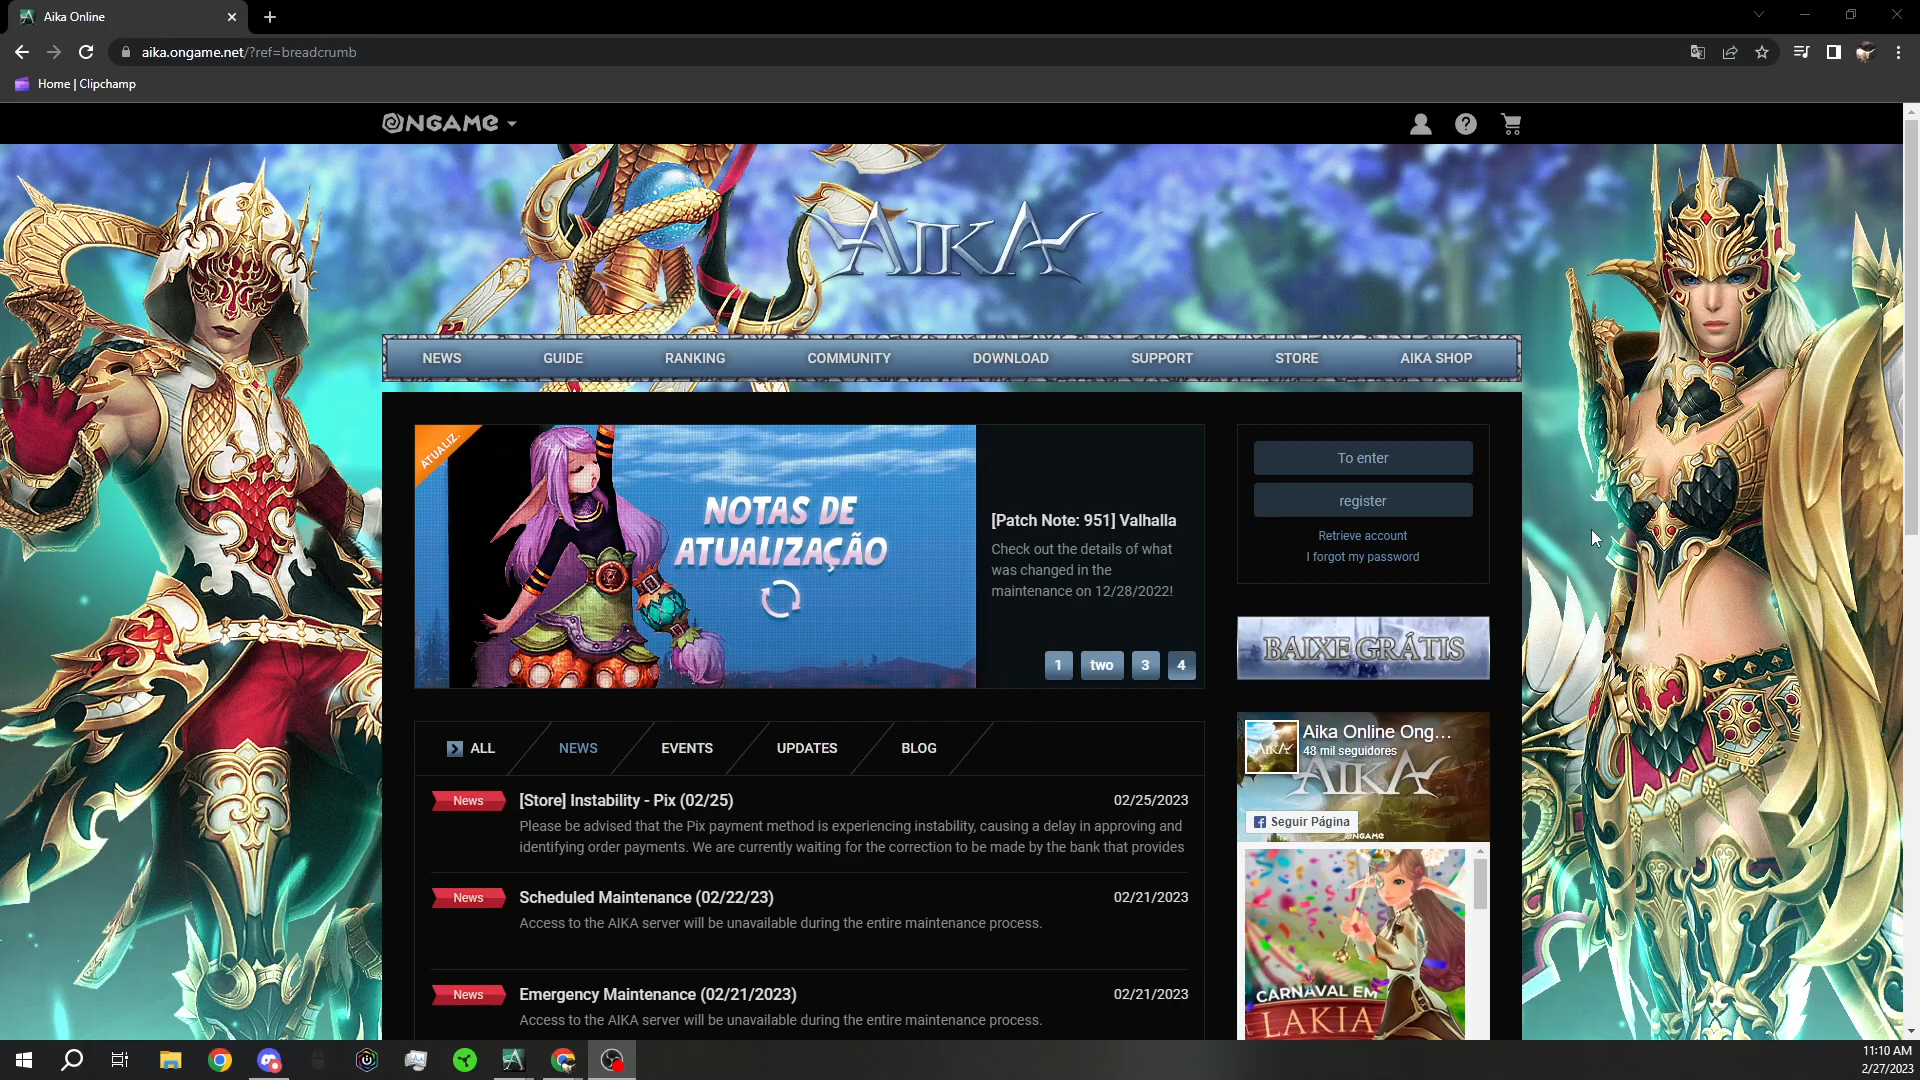 Aika Online
aika.ongame.net/?ref=breadcrumb
Home | Clipchamp
ONGAME
AIKA
NEWS
GUIDE
RANKING
COMMUNITY
DOWNLOAD
SUPPORT
STORE
AIKA SHOP
ATUALIZ.
NOTAS DE
ATUALIZAÇÃO
[Patch Note: 951] Valhalla
Check out the details of what
was changed in the
maintenance on 12/28/2022!
1 two 3 4
To enter
register
Retrieve account
I forgot my password
BAIXE GRÁTIS
ALL
NEWS
EVENTS
UPDATES
BLOG
News [Store] Instability - Pix (02/25) 02/25/2023
Please be advised that the Pix payment method is experiencing instability, causing a delay in approving and
identifying order payments. We are currently waiting for the correction to be made by the bank that provides
News Scheduled Maintenance (02/22/23) 02/21/2023
Access to the AIKA server will be unavailable during the entire maintenance process.
News Emergency Maintenance (02/21/2023) 02/21/2023
Access to the AIKA server will be unavailable during the entire maintenance process.
Aika Online Ong...
48 mil seguidores
AIKA
AIKA
Seguir Página
ONGAME
CARNAVAL EM
LAKIA
11:10 AM
2/27/2023